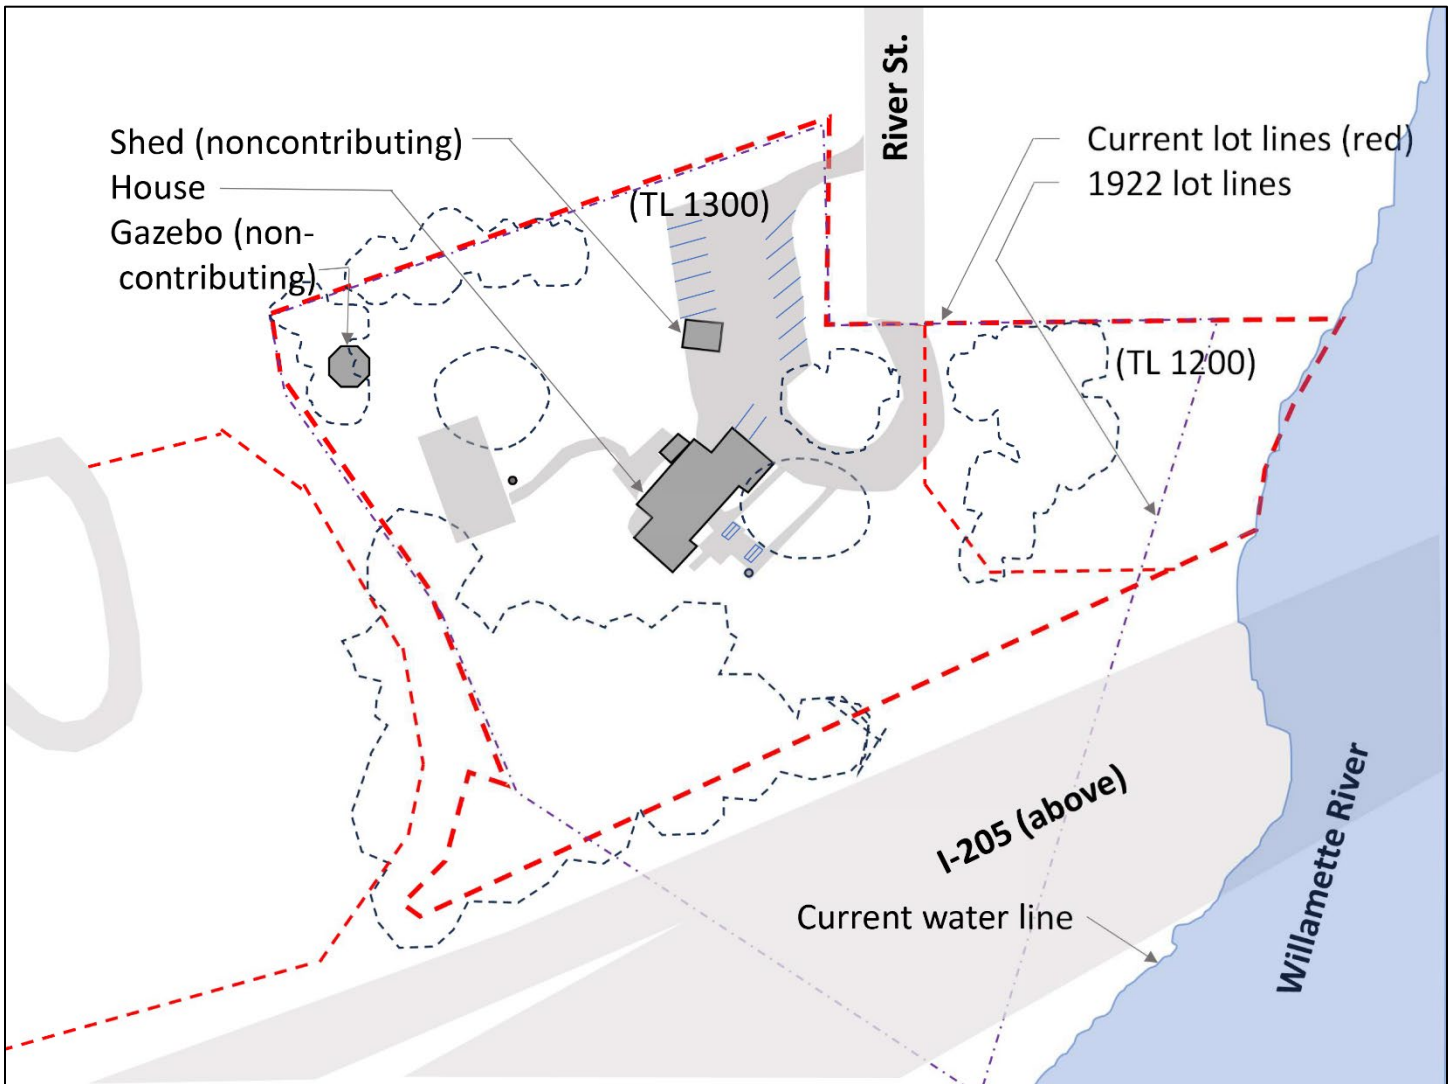 River St.
Shed (noncontributing)
House
Gazebo (non-
contributing)
(TL 1300)
Current lot lines (red)
1922 lot lines
(TL 1200)
I-205 (above)
Current water line
Willamette River